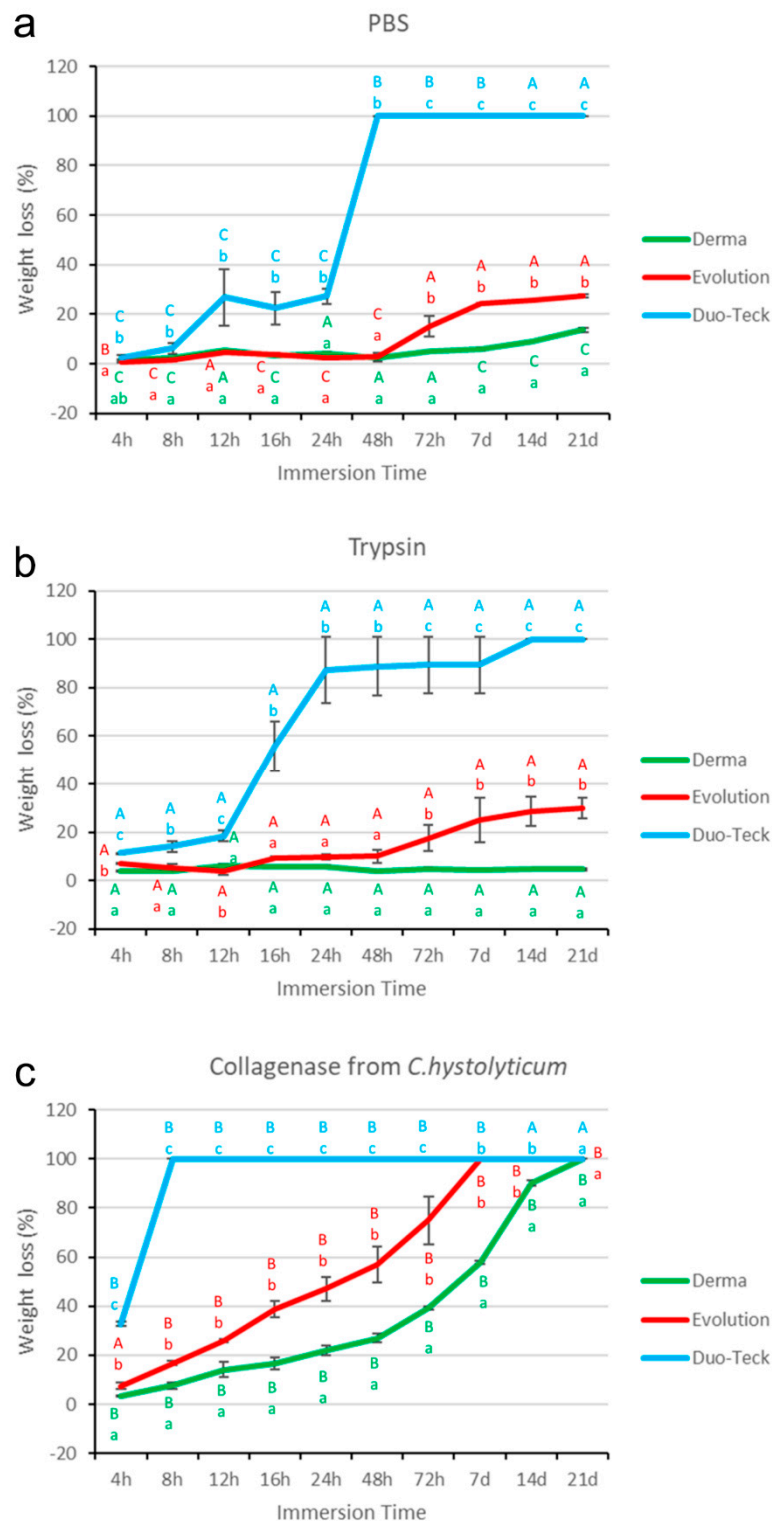 a
PBS
Weight loss (%)
120
100
80
60
40
20
0
-20
B B B A A
b c c c c
C C C C C
b b b b b
A A A A
b b b b
A
a
C
a
B
a
C C C A C C A A C C C
ab a a a a a a a a a a
4h 8h 12h 16h 24h 48h 72h 7d 14d 21d
Immersion Time
Derma
Evolution
Duo-Teck
b
Trypsin
Weight loss (%)
120
100
80
60
40
20
0
-20
A A A A A A
b b c c c c
A
b
A A A
c b c
A A A A
b b b b
A A A
a a a
A
b
A
a
A A A A A A A A A A A
a a a b a a a a a a a
4h 8h 12h 16h 24h 48h 72h 7d 14d 21d
Immersion Time
Derma
Evolution
Duo-Teck
c
Collagenase from C.hystolyticum
Weight loss (%)
120
100
80
60
40
20
0
-20
B B B B B B B A A
c c c c c c b b a
B
c
A B B B B B
b b b b b b
B B B B
b b b a
B B B B B B B B B B
a a a a a a a a a a
4h 8h 12h 16h 24h 48h 72h 7d 14d 21d
Immersion Time
Derma
Evolution
Duo-Teck